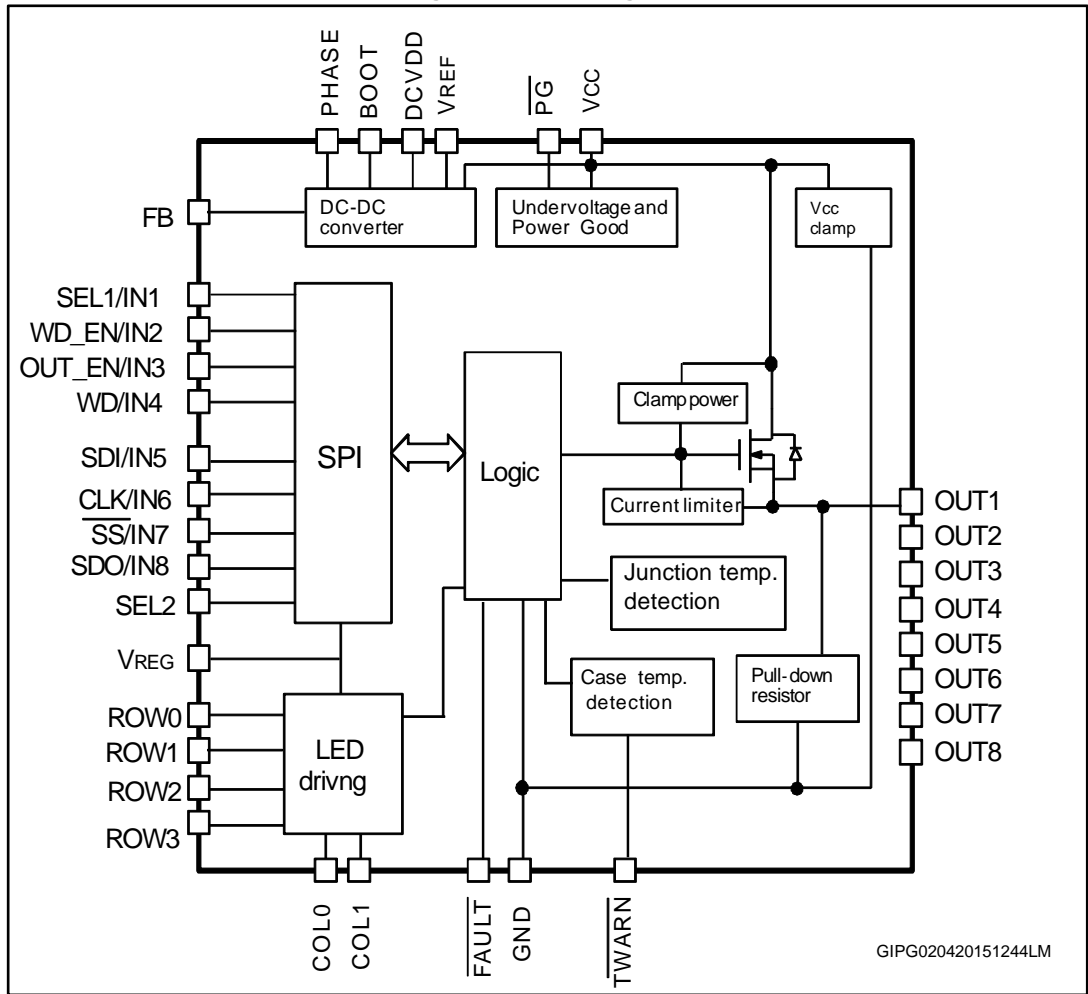 PHASE
BOOT
DCVDD
VREF
PG
VCC
FB
DC-DC
converter
Undervoltage and
Power Good
Vcc
clamp
SEL1/IN1
WD_EN/IN2
OUT_EN/IN3
WD/IN4
SDI/IN5
CLK/IN6
SS/IN7
SDO/IN8
SEL2
VREG
ROW0
ROW1
ROW2
ROW3
SPI
Logic
Clamp power
Current limiter
Junction temp.
detection
Case temp.
detection
Pull-down
resistor
LED
drivng
OUT1
OUT2
OUT3
OUT4
OUT5
OUT6
OUT7
OUT8
COL0
COL1
FAULT
GND
TWARN
GIPG020420151244LM